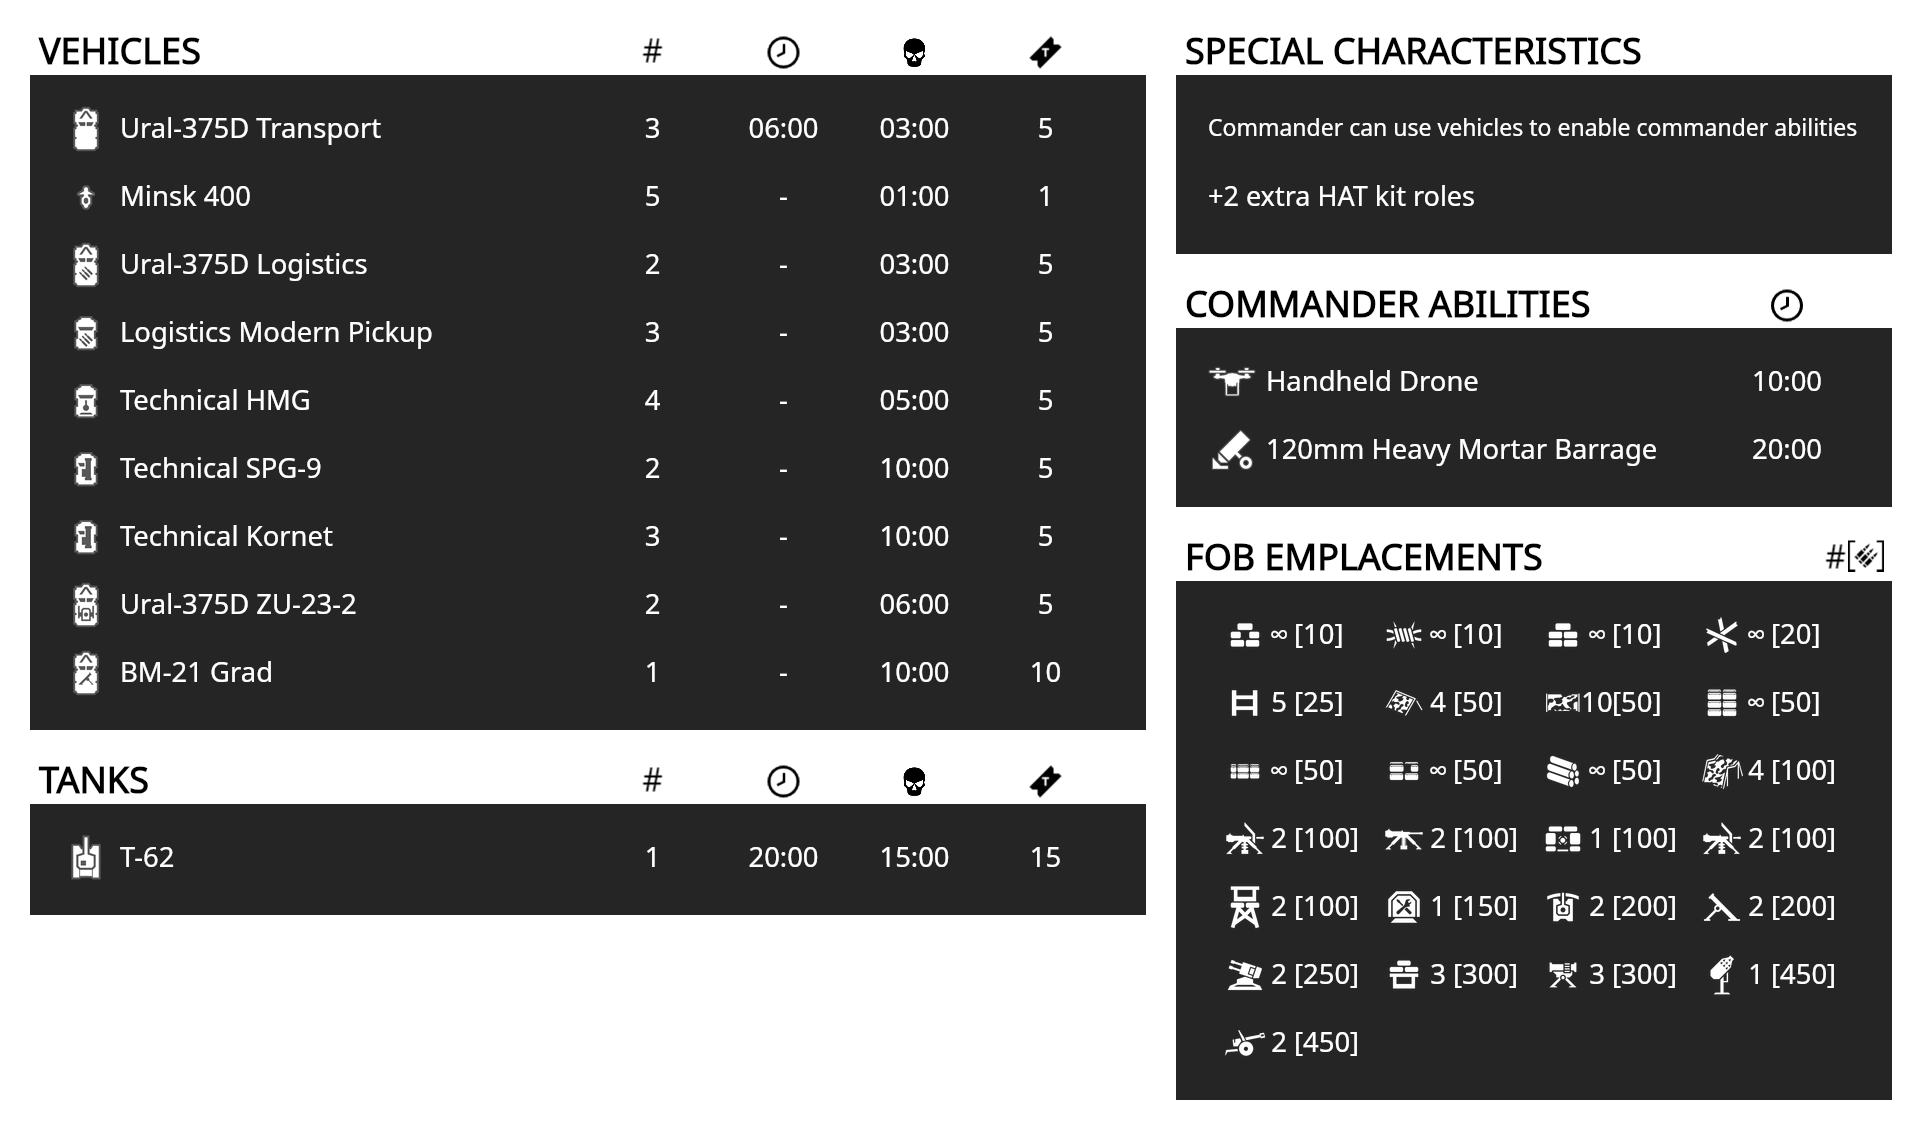 VEHICLES #
Ural-375D Transport 3 06:00 03:00 5
Minsk 400 5 - 01:00 1
Ural-375D Logistics 2 - 03:00 5
Logistics Modern Pickup 3 - 03:00 5
Technical HMG 4 - 05:00 5
Technical SPG-9 2 - 10:00 5
Technical Kornet 3 - 10:00 5
Ural-375D ZU-23-2 2 - 06:00 5
BM-21 Grad 1 - 10:00 10
TANKS #
T-62 1 20:00 15:00 15
SPECIAL CHARACTERISTICS
Commander can use vehicles to enable commander abilities
+2 extra HAT kit roles
COMMANDER ABILITIES
Handheld Drone 10:00
120mm Heavy Mortar Barrage 20:00
FOB EMPLACEMENTS #[]
∞ [10] ∞ [10] ∞ [10] ∞ [20]
5 [25] 4 [50] 10[50] ∞ [50]
∞ [50] ∞ [50] ∞ [50] 4 [100]
2 [100] 2 [100] 1 [100] 2 [100]
2 [100] 1 [150] 2 [200] 2 [200]
2 [250] 3 [300] 3 [300] 1 [450]
2 [450]